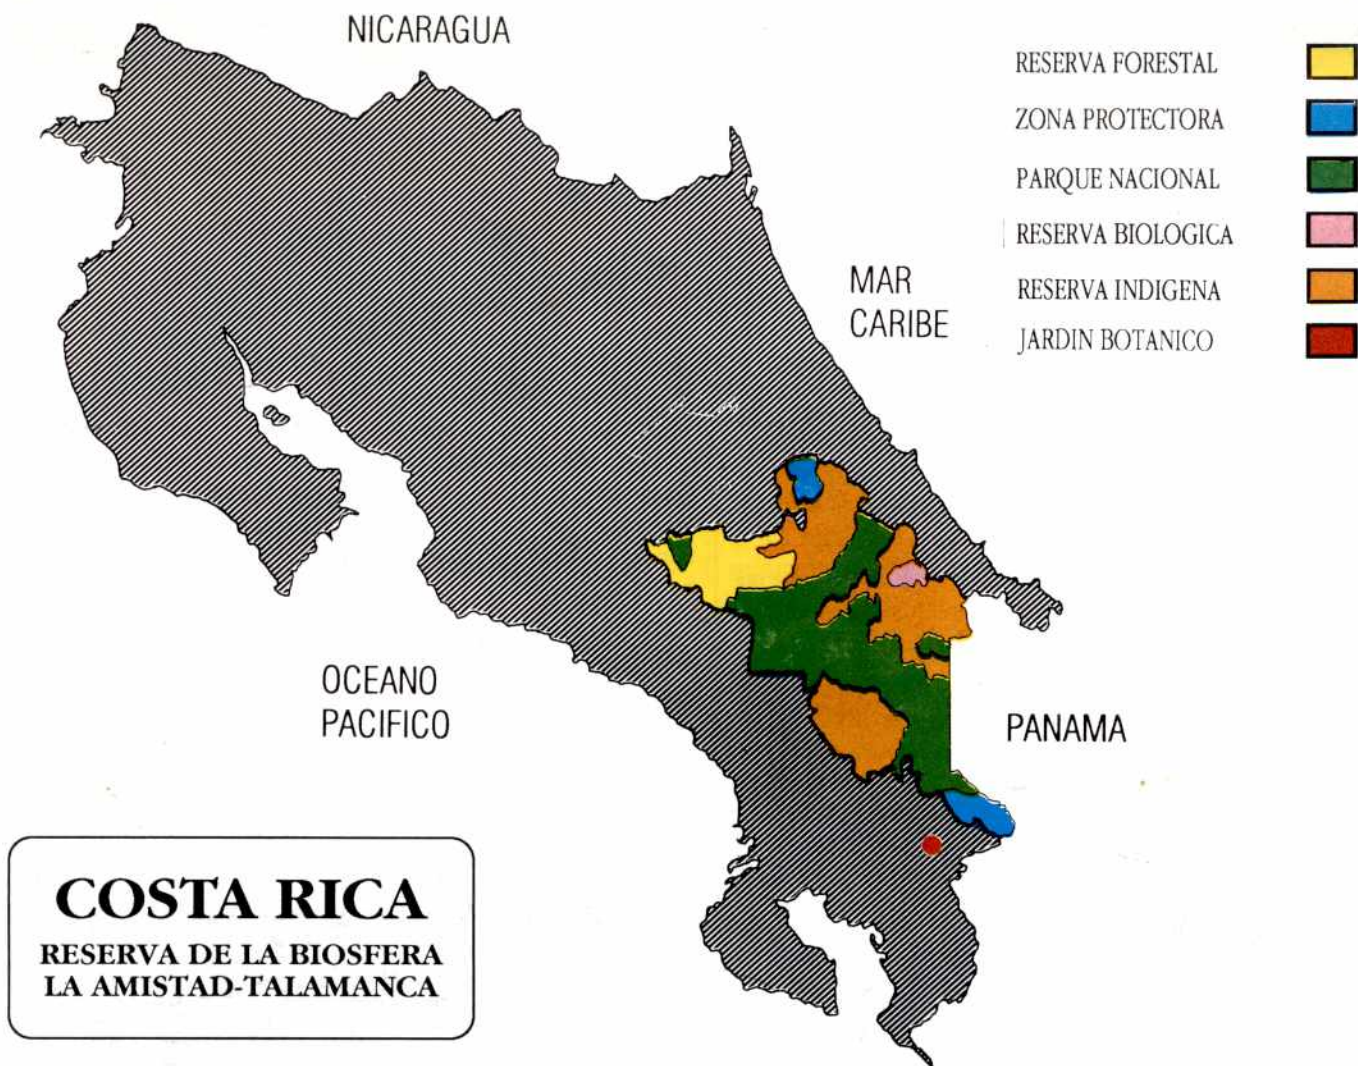 NICARAGUA
RESERVA FORESTAL
ZONA PROTECTORA
PARQUE NACIONAL
RESERVA BIOLOGICA
RESERVA INDIGENA
JARDIN BOTANICO
MAR
CARIBE
OCEANO
PACIFICO
PANAMA
COSTA RICA
RESERVA DE LA BIOSFERA
LA AMISTAD-TALAMANCA